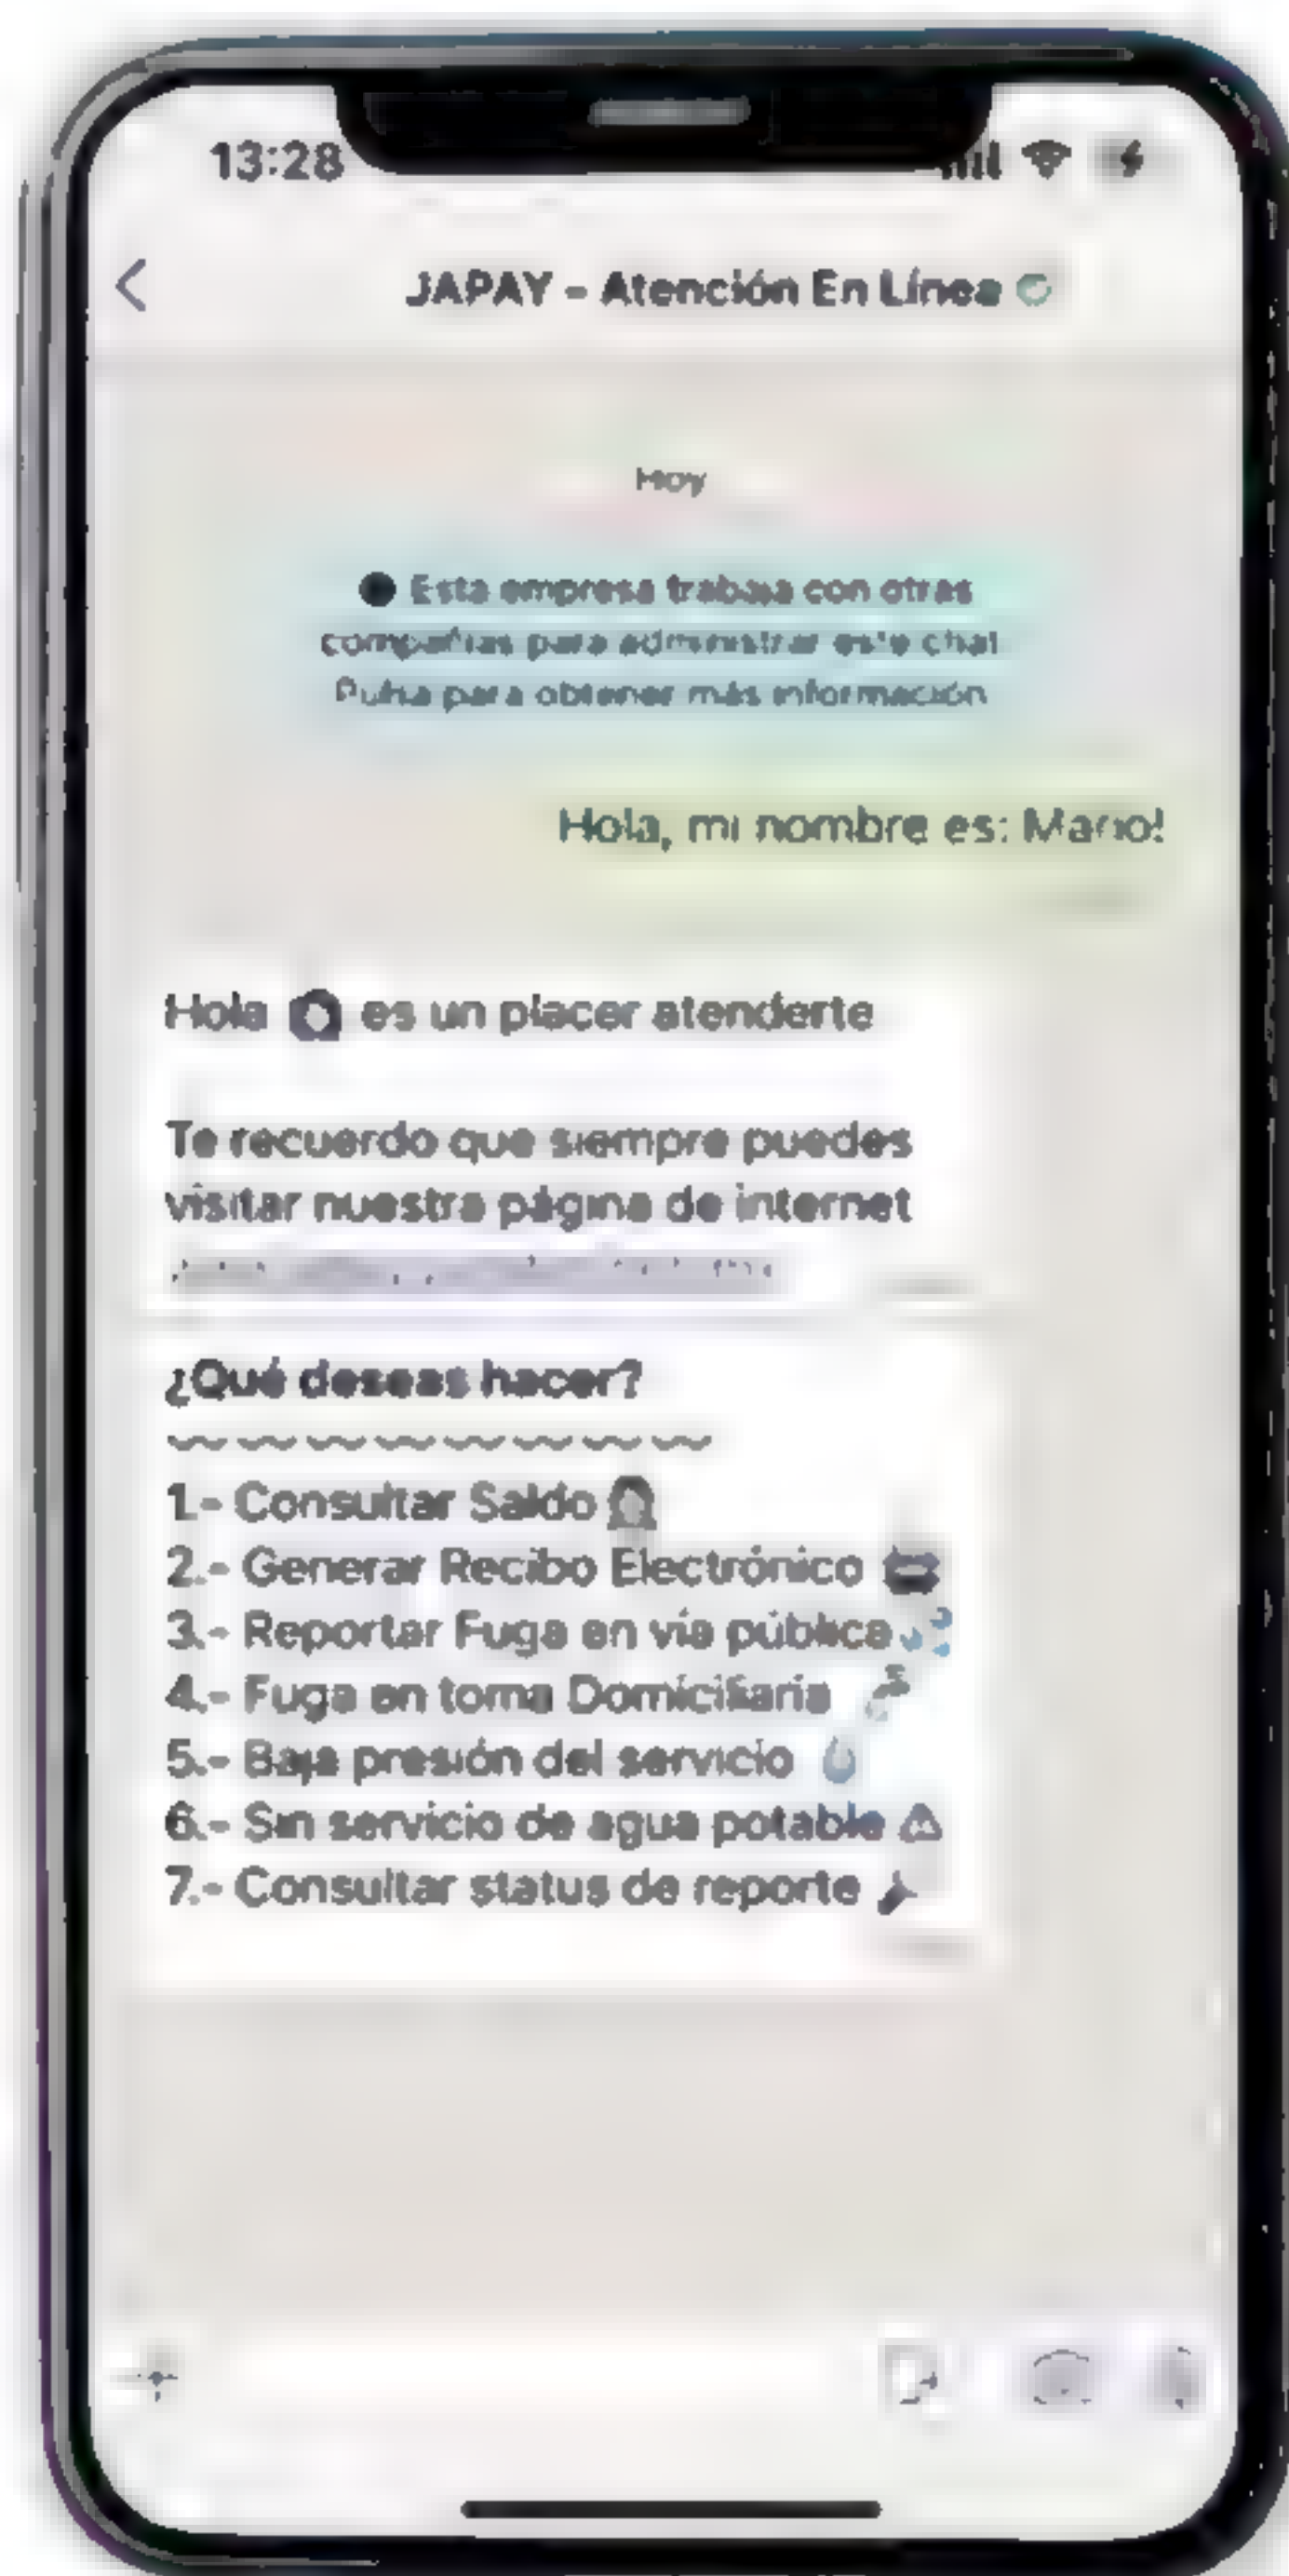 13:28
JAPAY - Atención En Línea
Hoy
Esta empresa trabaja con otras
compañías para administrar este chat
Pulsa para obtener más información
Hola, mi nombre es: Mario!
Hola es un placer atenderte
Te recuerdo que siempre puedes
visitar nuestra página de internet
¿Qué deseas hacer?
1.- Consultar Saldo
2.- Generar Recibo Electrónico
3.- Reportar Fuga en vía pública
4.- Fuga en toma Domiciliaria
5.- Baja presión del servicio
6.- Sin servicio de agua potable
7.- Consultar status de reporte